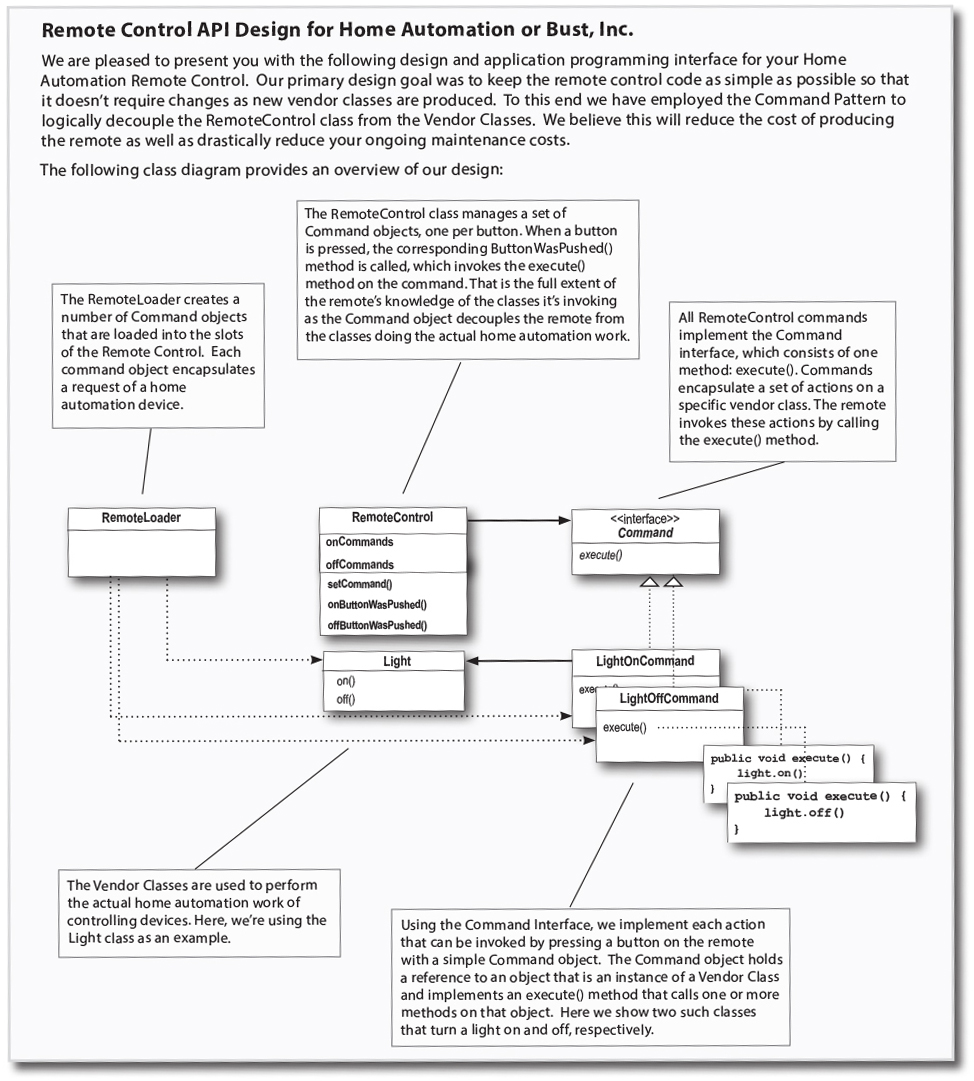 Remote Control API Design for Home Automation or Bust, Inc.
We are pleased to present you with the following design and application programming interface for your Home
Automation Remote Control.  Our primary design goal was to keep the remote control code as simple as possible so that
it doesn't require changes as new vendor classes are produced.  To this end we have employed the Command Pattern to
logically decouple the RemoteControl class from the Vendor Classes.  We believe this will reduce the cost of producing
the remote as well as drastically reduce your ongoing maintenance costs.
The following class diagram provides an overview of our design:
The RemoteControl class manages a set of
Command objects, one per button. When a
button is pressed, the corresponding ButtonWasPushed()
method is called, which invokes the execute()
method on the command. That is the full extent of
the remote's knowledge of the classes it's invoking
as the Command object decouples the remote from
the classes doing the actual home automation work.
The RemoteLoader creates a
number of Command objects
that are loaded into the slots
of the Remote Control.  Each
command object encapsulates
a request of a home
automation device.
All RemoteControl commands
implement the Command
interface, which consists of one
method: execute(). Commands
encapsulate a set of actions on a
specific vendor class. The remote
invokes these actions by calling
the execute() method.
RemoteLoader
RemoteControl
onCommands
offCommands
setCommand()
onButtonWasPushed()
offButtonWasPushed()
<<interface>>
Command
execute()
Light
on()
off()
LightOnCommand
LightOffCommand
execute()
public void execute() {
light.on()
}
public void execute() {
light.off()
}
The Vendor Classes are used to perform
the actual home automation work of
controlling devices. Here, we're using the
Light class as an example.
Using the Command Interface, we implement each action
that can be invoked by pressing a button on the remote
with a simple Command object.  The Command object holds
a reference to an object that is an instance of a Vendor Class
and implements an execute() method that calls one or more
methods on that object.  Here we show two such classes
that turn a light on and off, respectively.